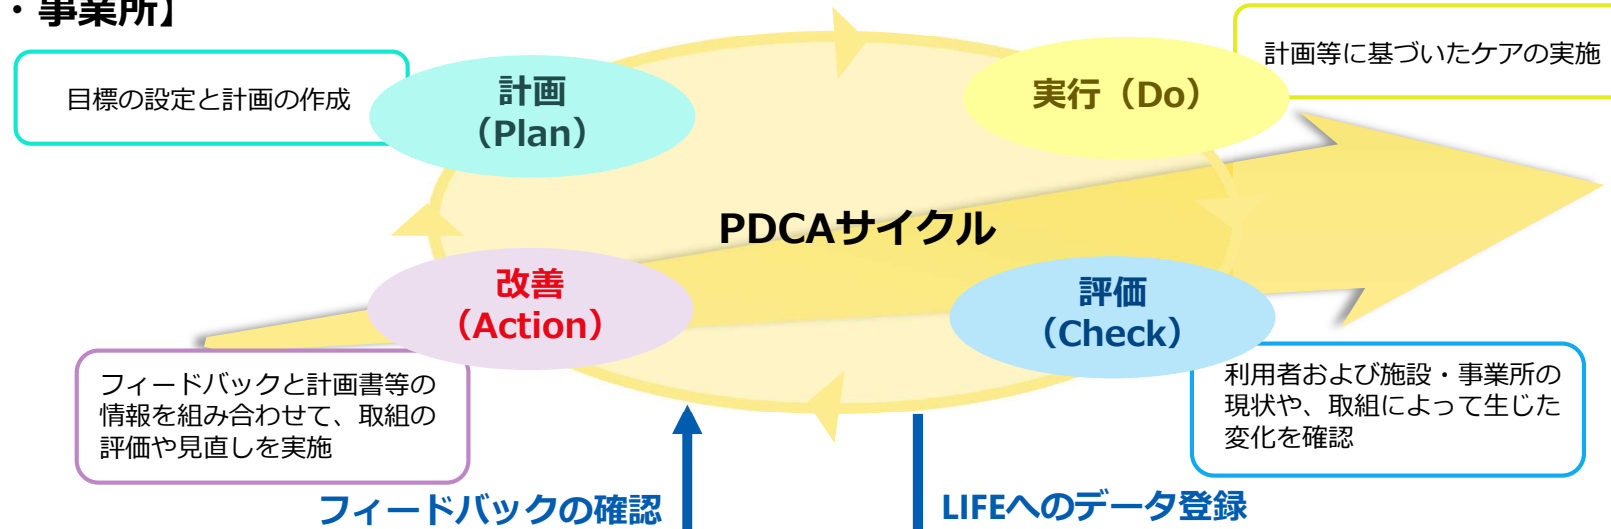 ・事業所】
目標の設定と計画の作成
計画
（Plan）
実行（Do）
計画等に基づいたケアの実施
PDCAサイクル
改善
（Action）
評価
（Check）
フィードバックと計画書等の
情報を組み合わせて、取組の
評価や見直しを実施
利用者および施設・事業所の
現状や、取組によって生じた
変化を確認
フィードバックの確認
LIFEへのデータ登録